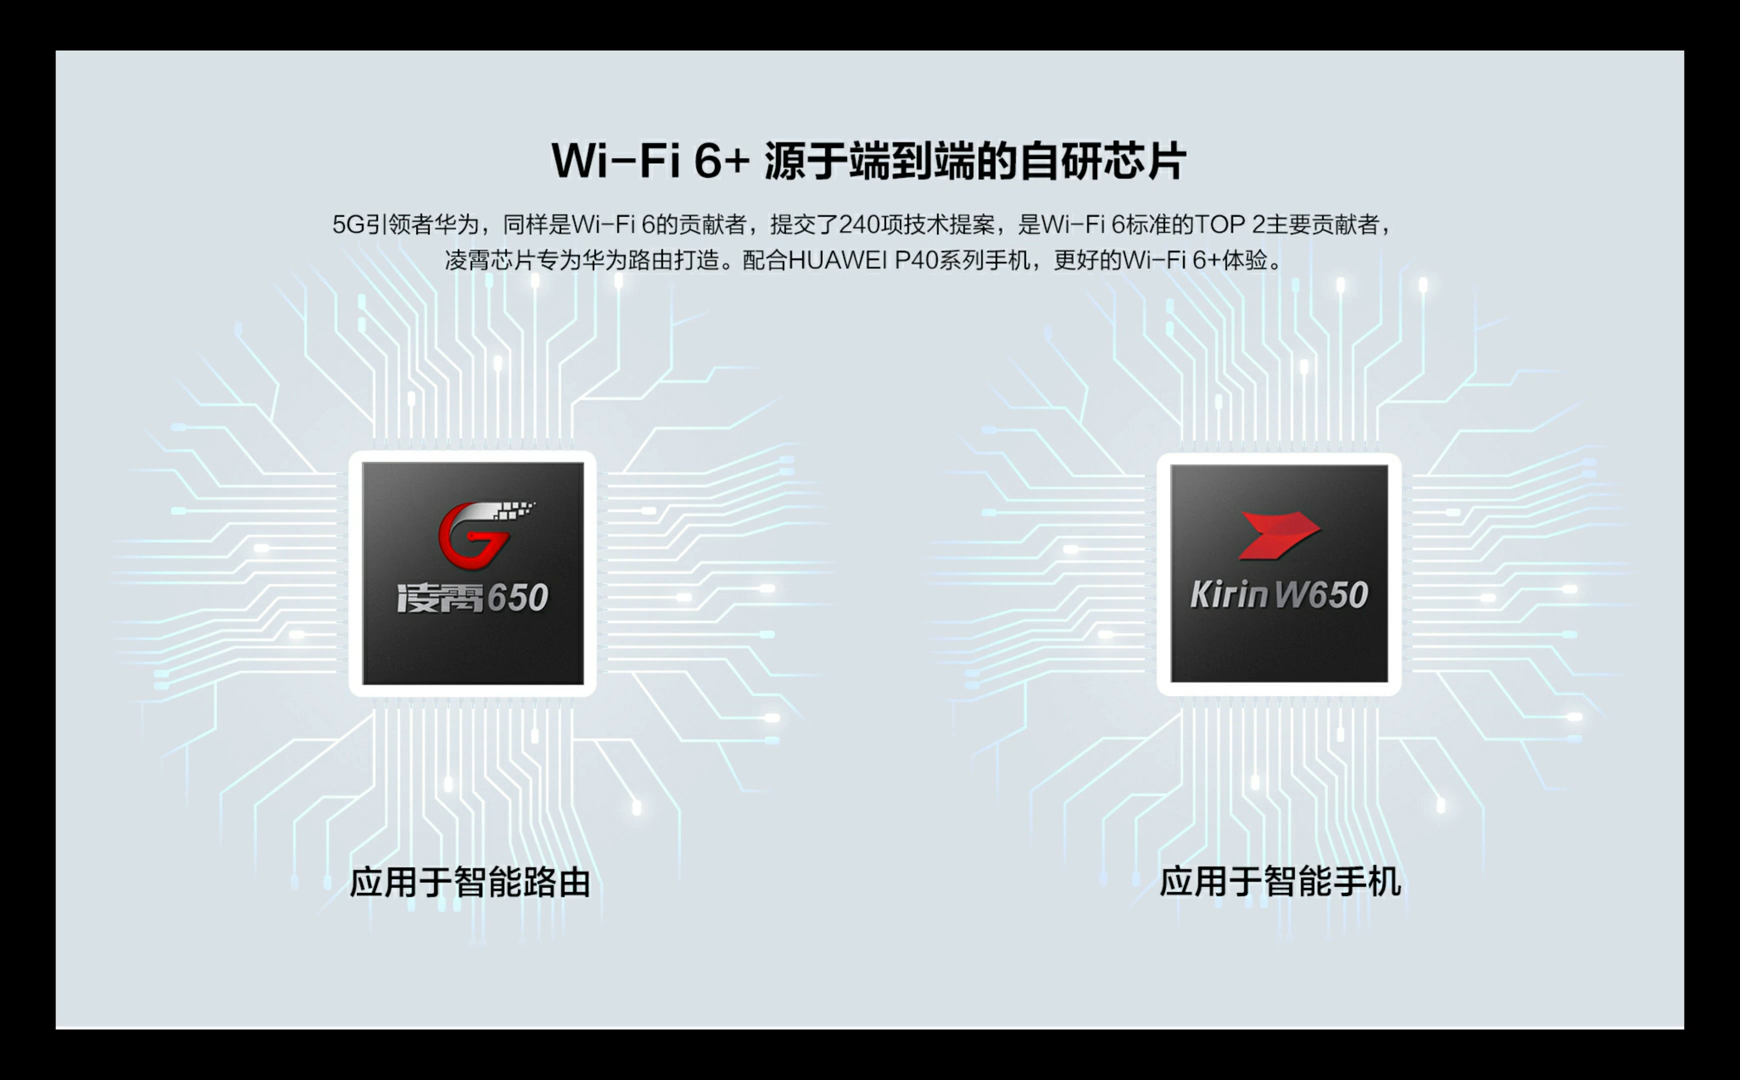 Wi-Fi 6+ 源于端到端的自研芯片
5G引领者华为，同样是Wi-Fi 6的贡献者，提交了240项技术提案，是Wi-Fi 6标准的TOP 2主要贡献者，
凌霄芯片专为华为路由打造。配合HUAWEI P40系列手机，更好的Wi-Fi 6+体验。
凌霄650
Kirin W650
应用于智能路由
应用于智能手机